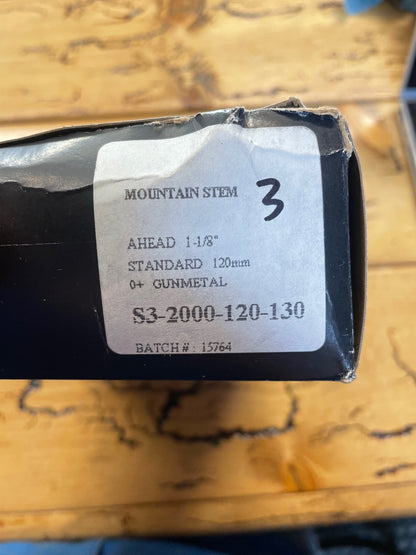 MOUNTAIN STEM 3
AHEAD 1-1/8"
STANDARD 120mm
0+ GUNMETAL
S3-2000-120-130
BATCH # : 15764